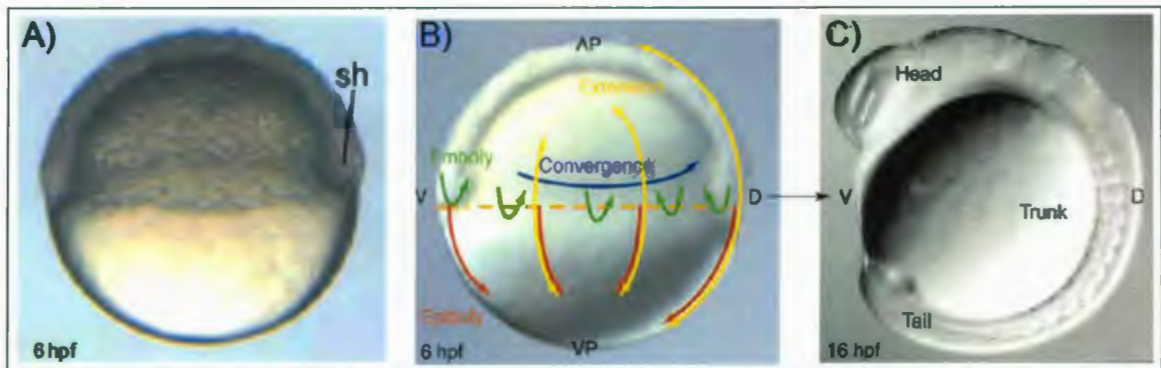 A)
sh
6 hpf
B)
AP
Extension
Emboly
Convergence
V
D
Epiboly
VP
6 hpf
C)
Head
V
Trunk
D
Tail
16 hpf